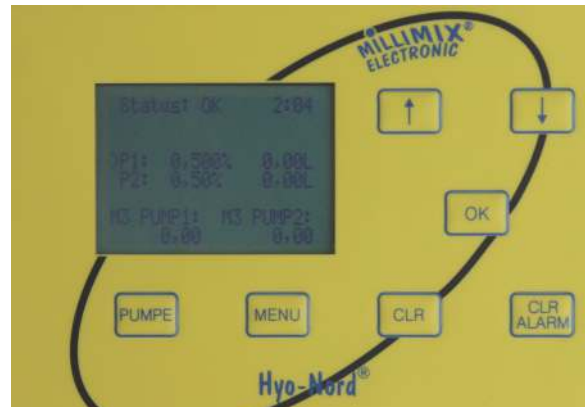 MILLIMIX®
ELECTRONIC
Status: OK 2:04
>P1: 0,500% 0,00L
P2: 0,50% 0,00L
M3 PUMP1: M3 PUMP2:
0,00 0,00
↑ ↓
OK
PUMPE MENU CLR CLR
ALARM
Hyo-Nord®